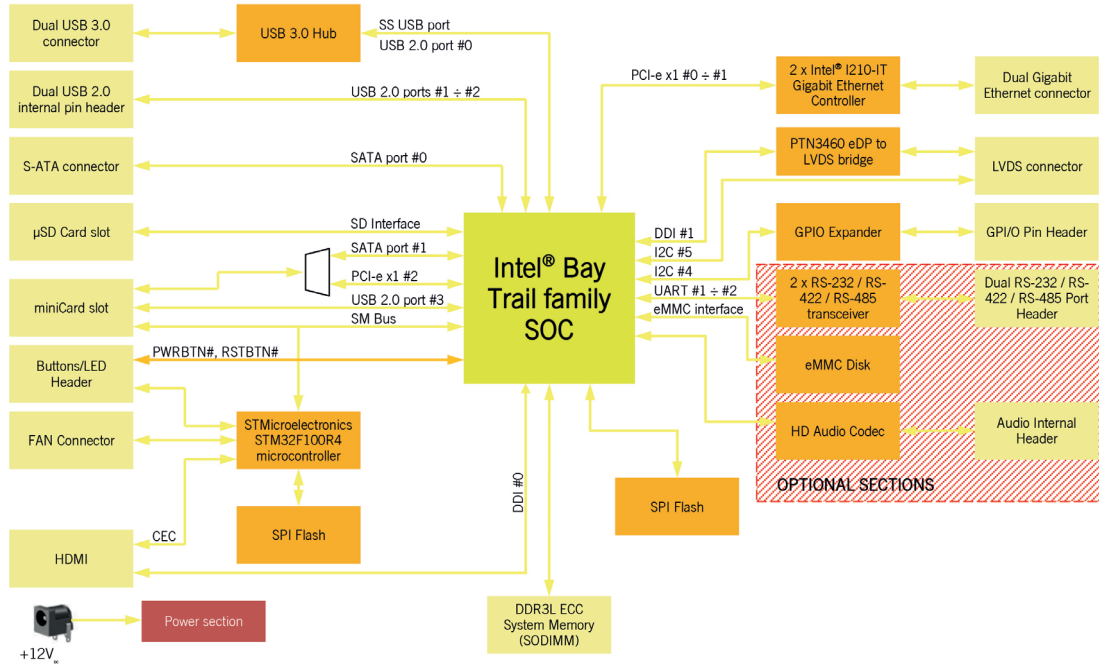 Dual USB 3.0
connector
USB 3.0 Hub
SS USB port
USB 2.0 port #0
Dual USB 2.0
internal pin header
USB 2.0 ports #1 ÷ #2
S-ATA connector
SATA port #0
µSD Card slot
SD Interface
SATA port #1
PCI-e x1 #2
miniCard slot
USB 2.0 port #3
SM Bus
Buttons/LED
Header
PWRBTN#, RSTBTN#
FAN Connector
STMicroelectronics
STM32F100R4
microcontroller
SPI Flash
CEC
HDMI
DDI #0
+12V
DC
Power section
Intel® Bay
Trail family
SOC
DDR3L ECC
System Memory
(SODIMM)
SPI Flash
PCI-e x1 #0 ÷ #1
2 x Intel® I210-IT
Gigabit Ethernet
Controller
Dual Gigabit
Ethernet connector
PTN3460 eDP to
LVDS bridge
LVDS connector
DDI #1
I2C #5
I2C #4
UART #1 ÷ #2
eMMC interface
GPIO Expander
GPI/O Pin Header
2 x RS-232 / RS-
422 / RS-485
transceiver
Dual RS-232 / RS-
422 / RS-485 Port
Header
eMMC Disk
HD Audio Codec
Audio Internal
Header
OPTIONAL SECTIONS